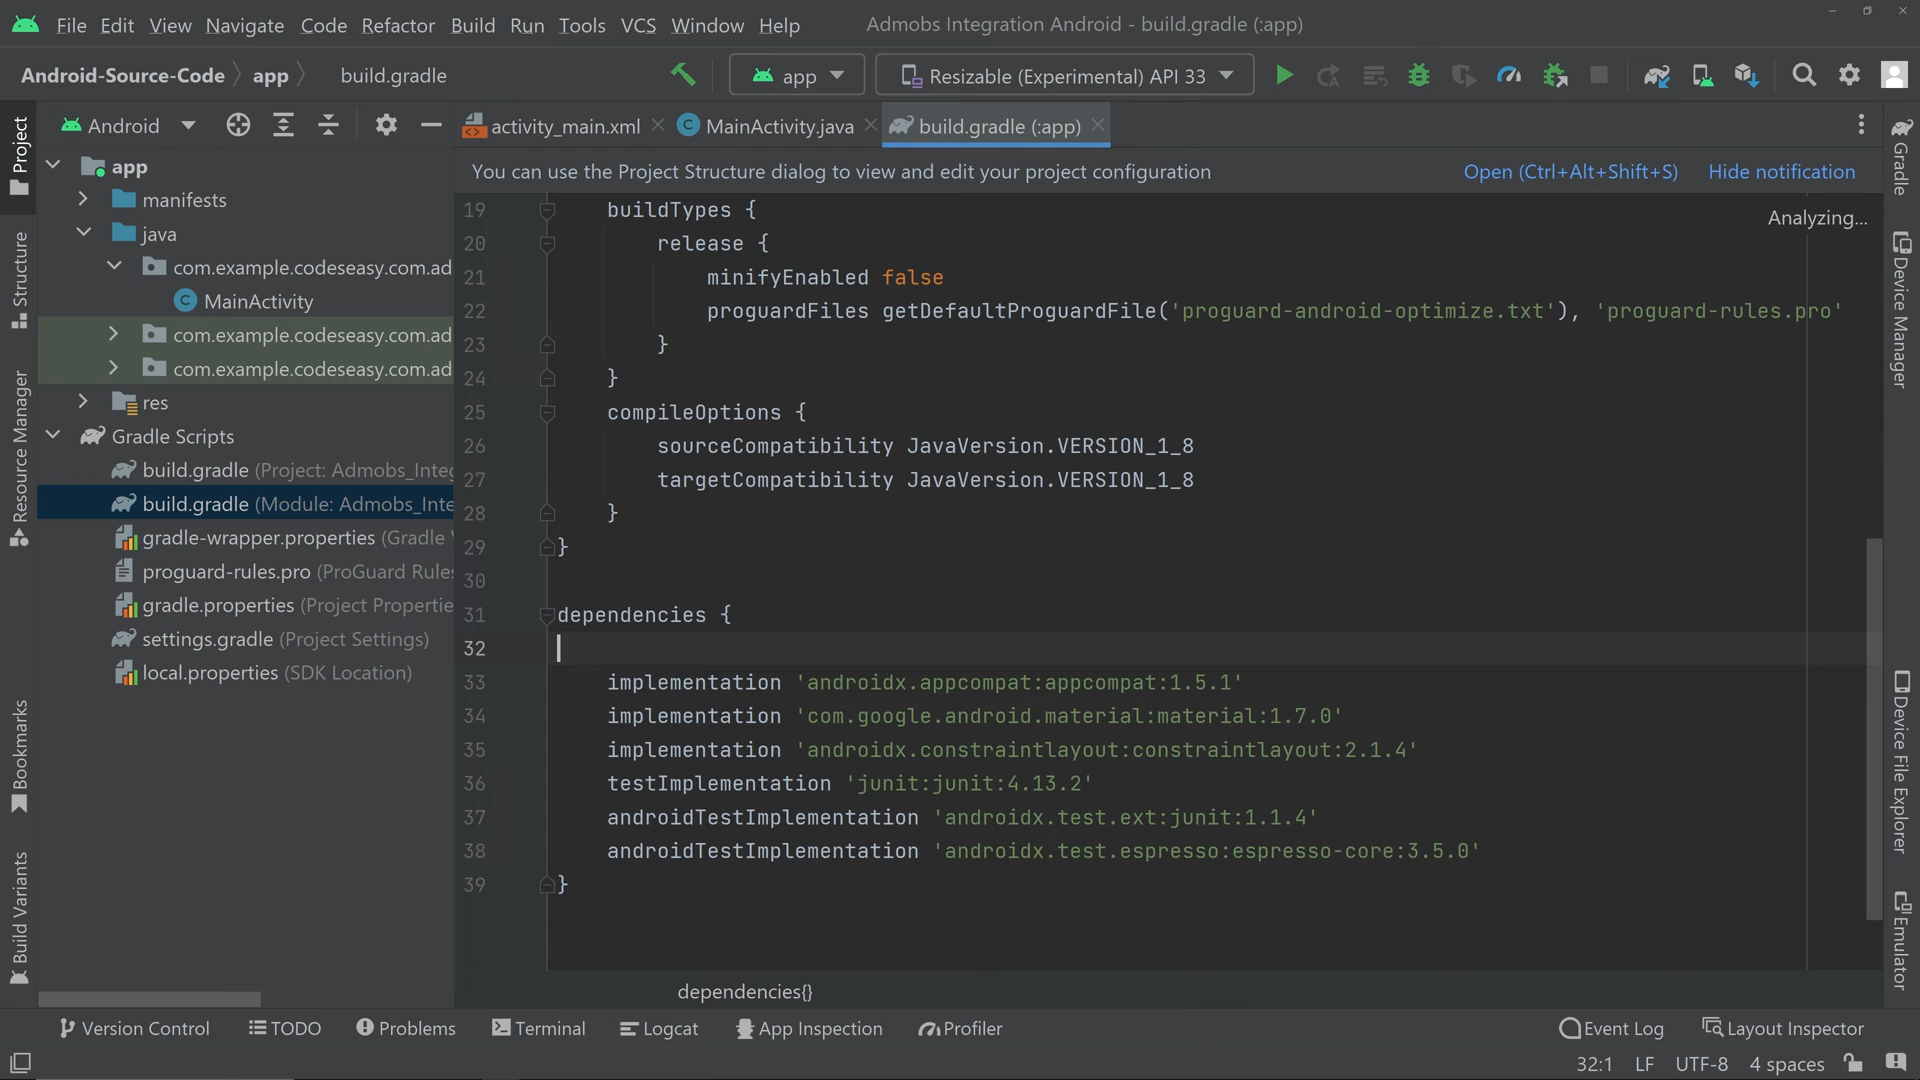 File Edit View Navigate Code Refactor Build Run Tools VCS Window Help
Admobs Integration Android - build.gradle (:app)
Android-Source-Code app build.gradle
app
Resizable (Experimental) API 33
Project
Structure
Resource Manager
Bookmarks
Build Variants
Android
app
manifests
java
com.example.codeseasy.com.ad
MainActivity
com.example.codeseasy.com.ad
com.example.codeseasy.com.ad
res
Gradle Scripts
build.gradle (Project: Admobs_Integ
build.gradle (Module: Admobs_Inte
gradle-wrapper.properties (Gradle
proguard-rules.pro (ProGuard Rules
gradle.properties (Project Propertie
settings.gradle (Project Settings)
local.properties (SDK Location)
activity_main.xml MainActivity.java build.gradle (:app)
You can use the Project Structure dialog to view and edit your project configuration
Open (Ctrl+Alt+Shift+S) Hide notification
Analyzing...
19 buildTypes {
20 release {
21 minifyEnabled false
22 proguardFiles getDefaultProguardFile('proguard-android-optimize.txt'), 'proguard-rules.pro'
23 }
24 }
25 compileOptions {
26 sourceCompatibility JavaVersion.VERSION_1_8
27 targetCompatibility JavaVersion.VERSION_1_8
28 }
29 }
30
31 dependencies {
32
33 implementation 'androidx.appcompat:appcompat:1.5.1'
34 implementation 'com.google.android.material:material:1.7.0'
35 implementation 'androidx.constraintlayout:constraintlayout:2.1.4'
36 testImplementation 'junit:junit:4.13.2'
37 androidTestImplementation 'androidx.test.ext:junit:1.1.4'
38 androidTestImplementation 'androidx.test.espresso:espresso-core:3.5.0'
39 }
dependencies{}
Gradle
Device Manager
Device File Explorer
Emulator
Version Control TODO Problems Terminal Logcat App Inspection Profiler
Event Log Layout Inspector
32:1 LF UTF-8 4 spaces